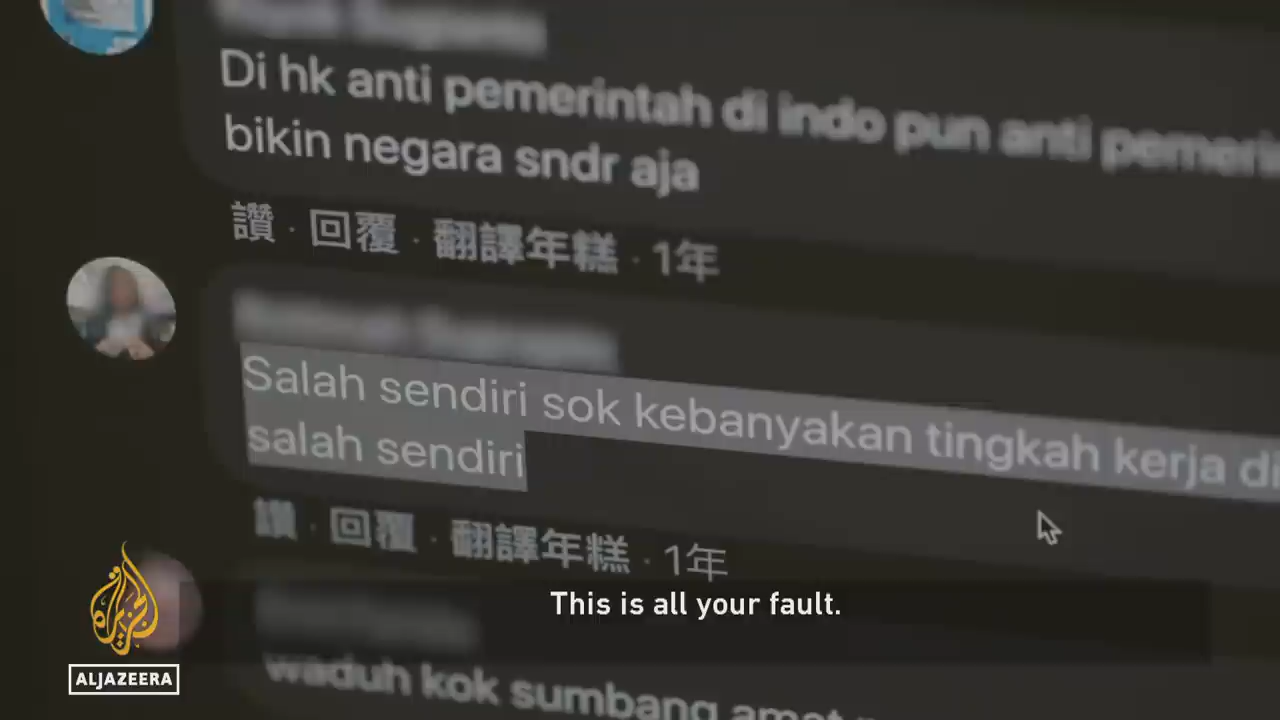 Di hk anti pemerintah di indo pun anti
bikin negara sndr aja
讚 · 回覆 · 翻譯年糕 · 1年
Salah sendiri sok kebanyakan tingkah kerja di
salah sendiri
讚 · 回覆 · 翻譯年糕 · 1年
This is all your fault.
waduh kok sumbang amat
ALJAZEERA